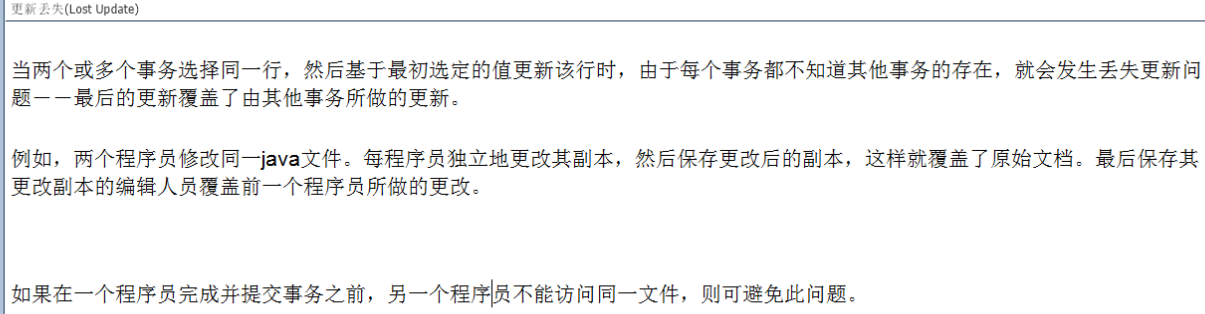 更新丢失(Lost Update)
当两个或多个事务选择同一行，然后基于最初选定的值更新该行时，由于每个事务都不知道其他事务的存在，就会发生丢失更新问
题－－最后的更新覆盖了由其他事务所做的更新。
例如，两个程序员修改同一java文件。每程序员独立地更改其副本，然后保存更改后的副本，这样就覆盖了原始文档。最后保存其
更改副本的编辑人员覆盖前一个程序员所做的更改。
如果在一个程序员完成并提交事务之前，另一个程序员不能访问同一文件，则可避免此问题。